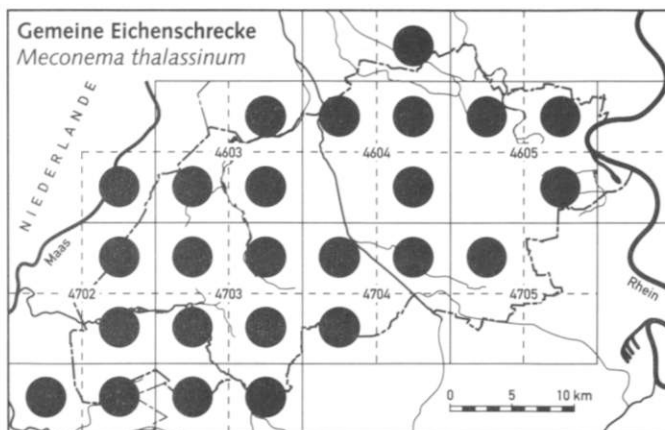 Gemeine Eichenschrecke
Meconema thalassinum
NIEDERLANDE
4603
4604
4605
Maas
4702
4703
4704
4705
Rhein
0 5 10 km